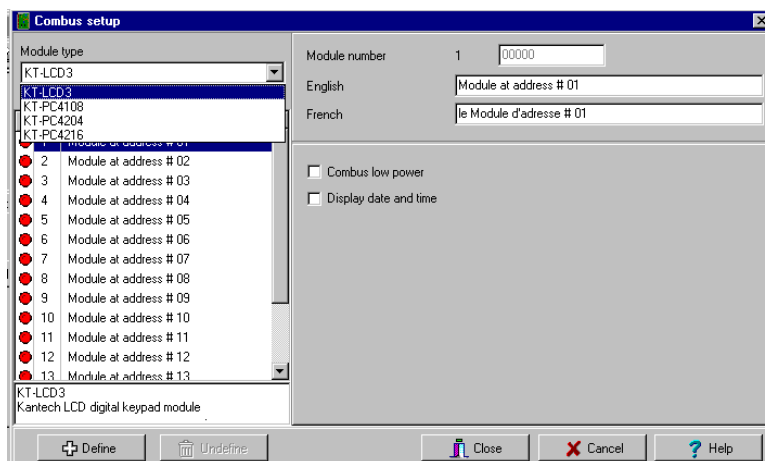 Combus setup
Module type
KT-LCD3
KT-LCD3
KT-PC4108
KT-PC4204
KT-PC4216
1 Module at address # 01
2 Module at address # 02
3 Module at address # 03
4 Module at address # 04
5 Module at address # 05
6 Module at address # 06
7 Module at address # 07
8 Module at address # 08
9 Module at address # 09
10 Module at address # 10
11 Module at address # 11
12 Module at address # 12
13 Module at address # 13
KT-LCD3
Kantech LCD digital keypad module
Module number 1 00000
English Module at address # 01
French le Module d'adresse # 01
Combus low power
Display date and time
Define Undefine Close Cancel Help